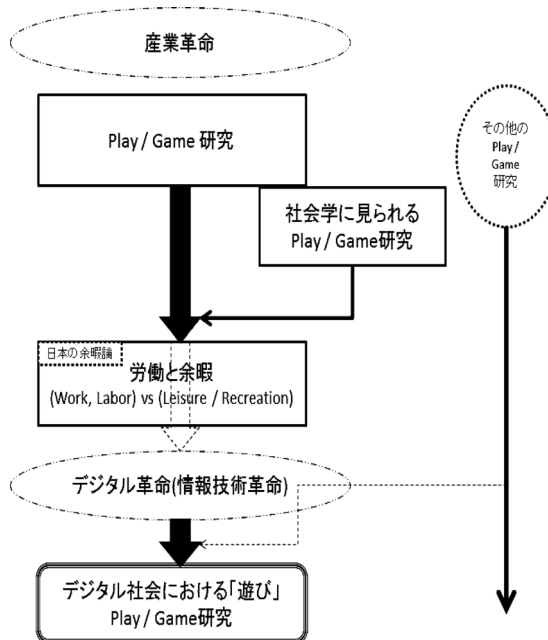 産業革命
Play / Game 研究
その他の
Play /
Game
研究
社会学に見られる
Play / Game研究
日本の余暇論
労働と余暇
(Work, Labor) vs (Leisure / Recreation)
デジタル革命(情報技術革命)
デジタル社会における「遊び」
Play / Game研究